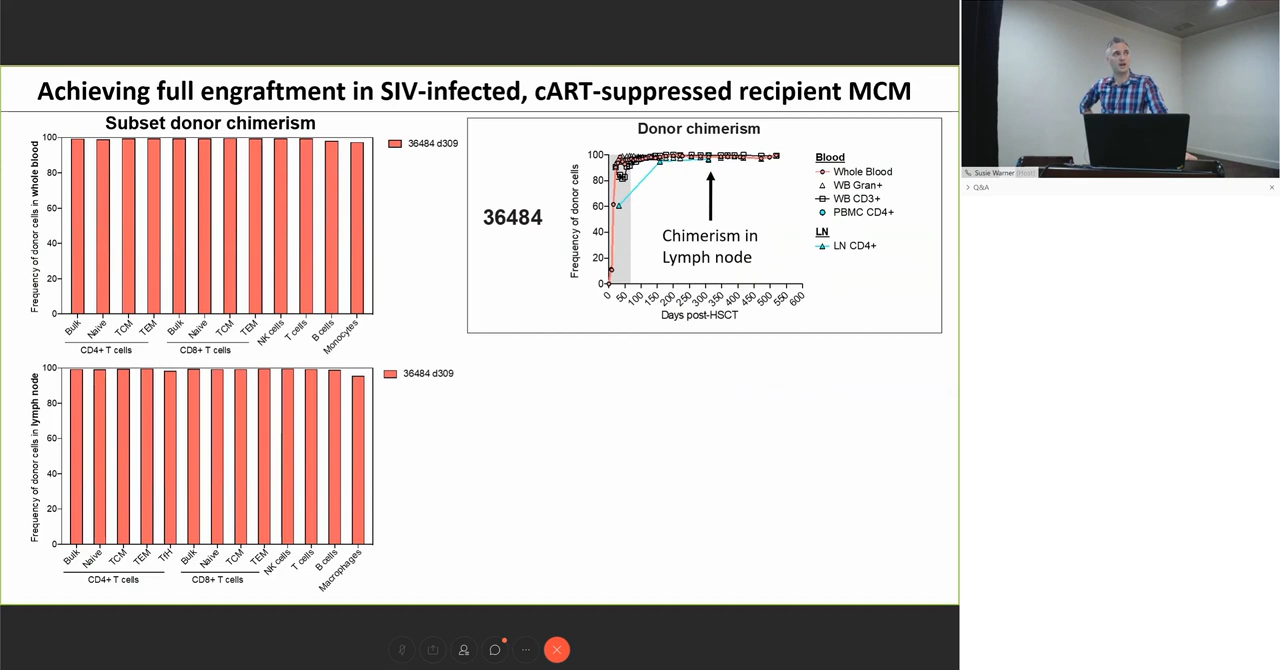 Achieving full engraftment in SIV-infected, cART-suppressed recipient MCM
Subset donor chimerism
Frequency of donor cells in whole blood
100
80
60
40
20
0
36484 d309
Bulk
Naive
TCM
TEM
Bulk
Naive
TCM
TEM
NK cells
T cells
B cells
Monocytes
CD4+ T cells
CD8+ T cells
Frequency of donor cells in lymph node
100
80
60
40
20
0
36484 d309
Bulk
Naive
TCM
TEM
TfH
Bulk
Naive
TCM
TEM
NK cells
T cells
B cells
Macrophages
CD4+ T cells
CD8+ T cells
36484
Donor chimerism
Frequency of donor cells
100
80
60
40
20
0
0
50
100
150
200
250
300
350
400
450
500
550
600
Days post-HSCT
Chimerism in
Lymph node
Blood
Whole Blood
WB Gran+
WB CD3+
PBMC CD4+
LN
LN CD4+
Susie Warner (Host)
Q&A